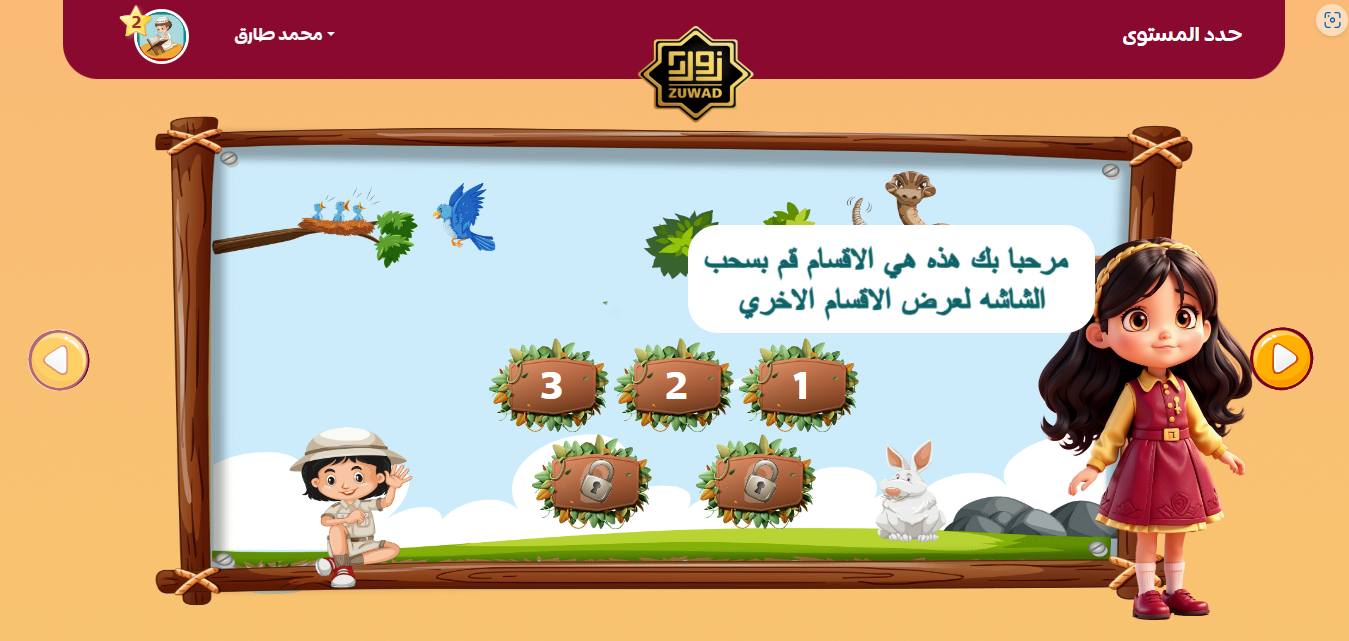 حدد المستوى
محمد طارق
2
زواد
ZUWAD
مرحبا بك هذه هي الاقسام قم بسحب
الشاشه لعرض الاقسام الاخري
3 2 1